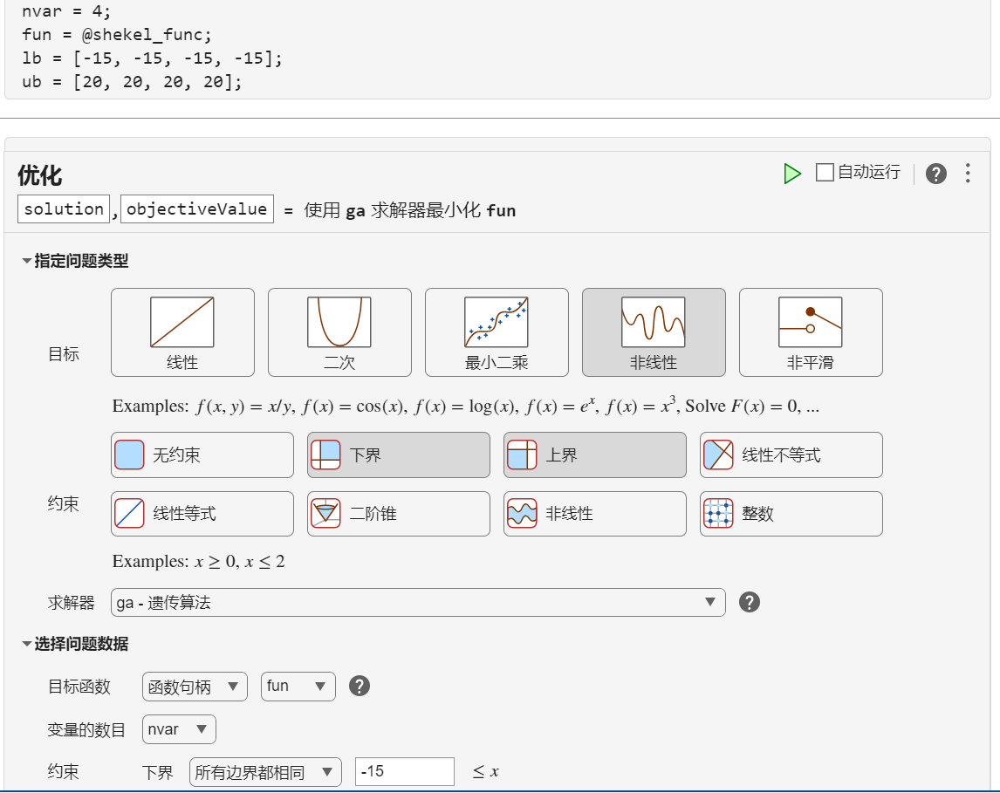 nvar = 4;
fun = @shekel_func;
lb = [-15, -15, -15, -15];
ub = [20, 20, 20, 20];
优化
自动运行
solution , objectiveValue = 使用 ga 求解器最小化 fun
指定问题类型
目标
线性 二次 最小二乘 非线性 非平滑
Examples: f(x, y) = x/y, f(x) = cos(x), f(x) = log(x), f(x) = eˣ, f(x) = x³, Solve F(x) = 0, ...
约束
无约束 下界 上界 线性不等式
线性等式 二阶锥 非线性 整数
Examples: x ≥ 0, x ≤ 2
求解器 ga - 遗传算法
选择问题数据
目标函数 函数句柄 fun
变量的数目 nvar
约束 下界 所有边界都相同 -15 ≤ x